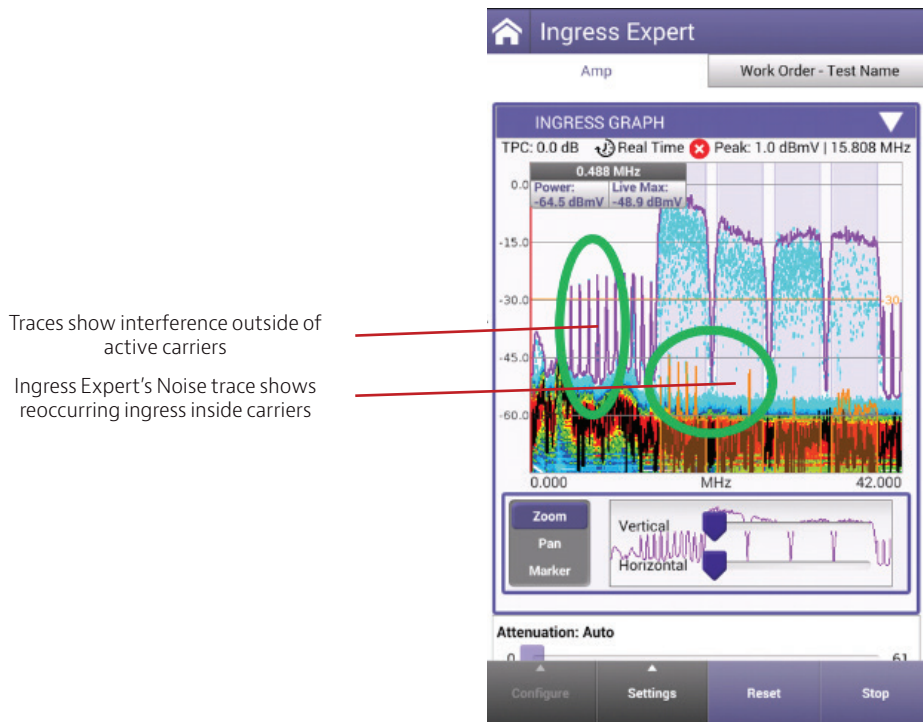 Ingress Expert
Amp
Work Order - Test Name
INGRESS GRAPH
TPC: 0.0 dB Real Time Peak: 1.0 dBmV | 15.808 MHz
0.488 MHz
Power: Live Max:
-64.5 dBmV -48.9 dBmV
0.0
-15.0
-30.0
-30
-45.0
-60.0
0.000 MHz 42.000
Traces show interference outside of
active carriers
Ingress Expert's Noise trace shows
reoccurring ingress inside carriers
Zoom
Pan
Marker
Vertical
Horizontal
Attenuation: Auto
0 61
Configure
Settings
Reset
Stop